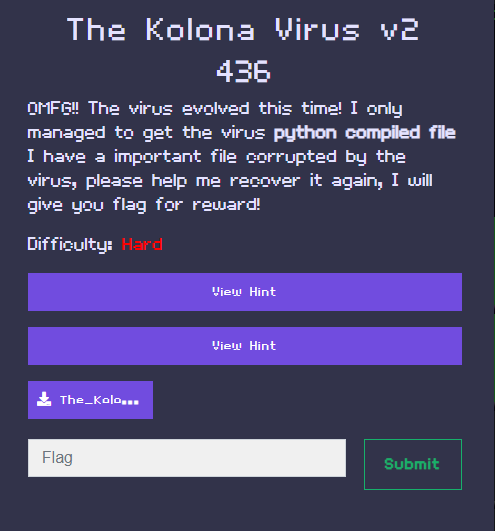 The Kolona Virus v2
436
OMFG!! The virus evolved this time! I only
managed to get the virus python compiled file
I have a important file corrupted by the
virus, please help me recover it again, I will
give you flag for reward!
Difficulty: Hard
View Hint
View Hint
The_Kolo...
Flag
Submit